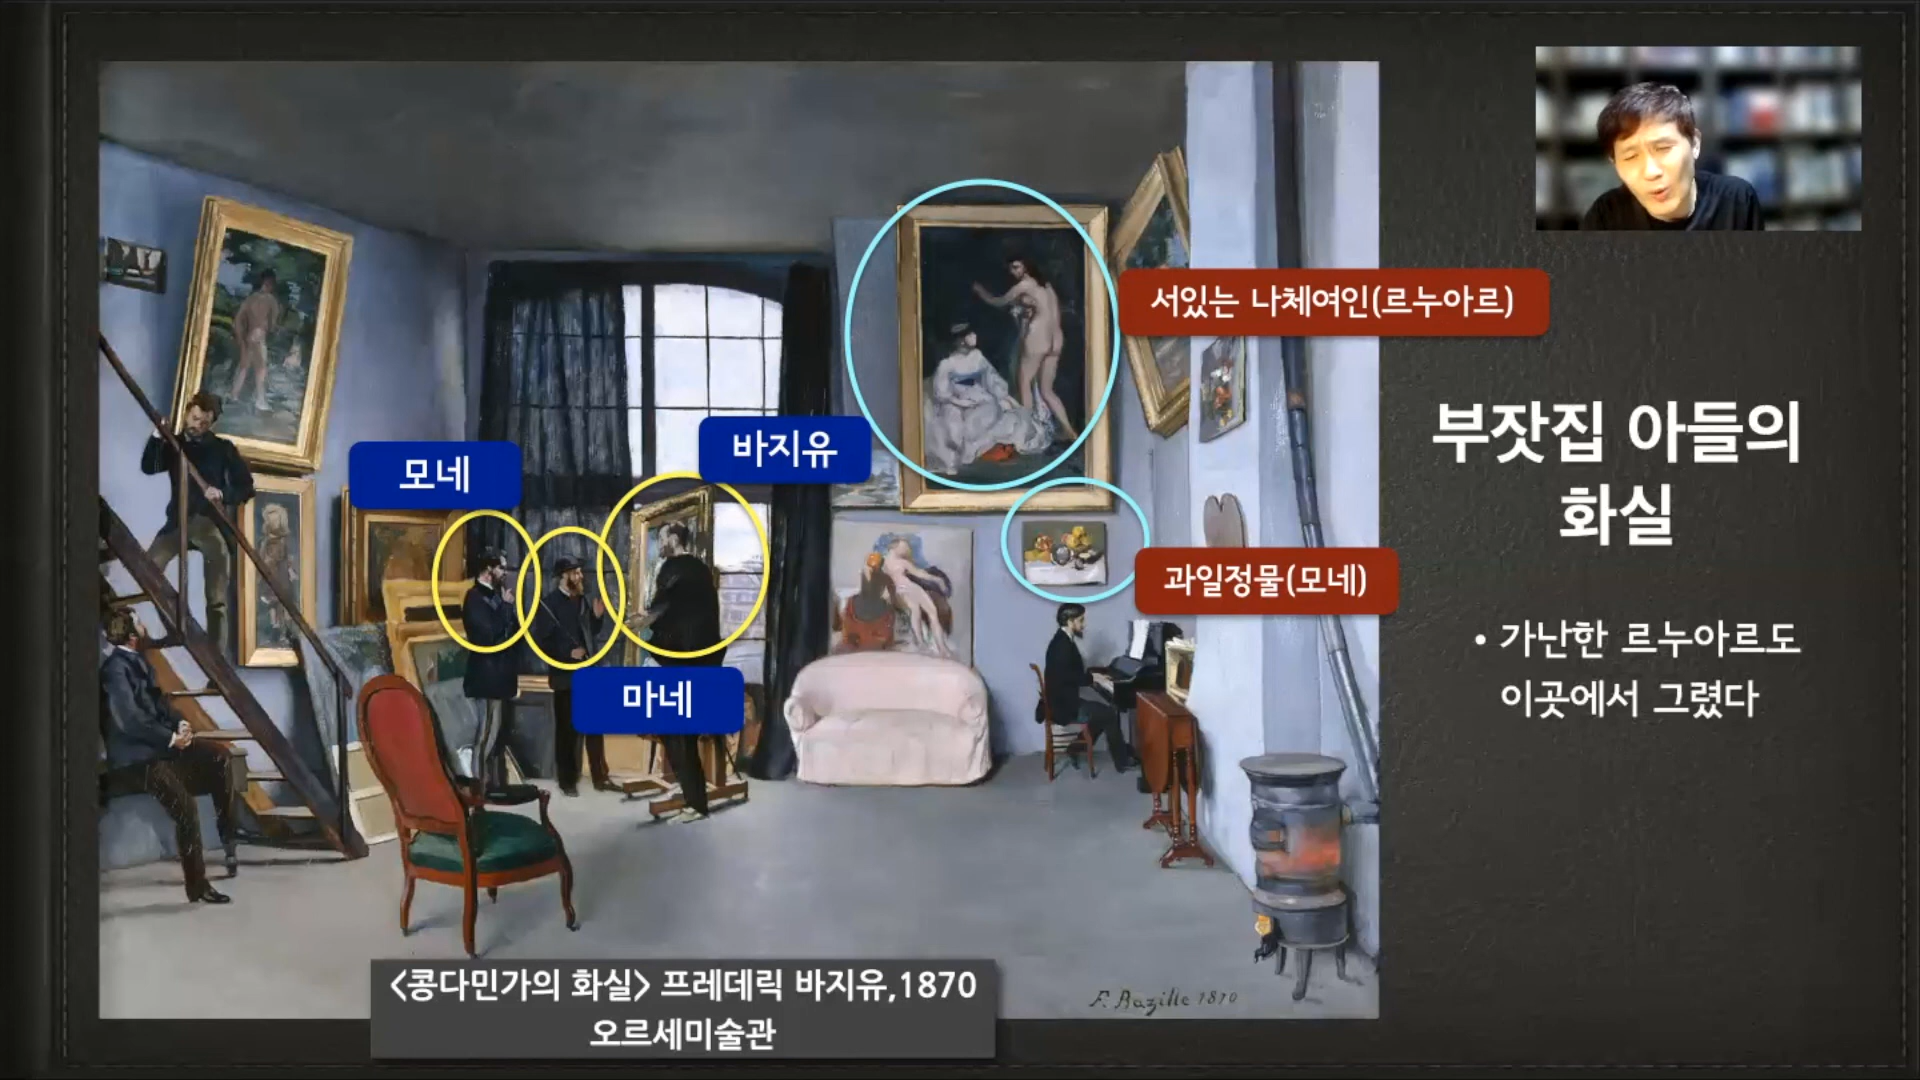 서있는 나체여인(르누아르)
바지유
모네
부잣집 아들의
화실
과일정물(모네)
• 가난한 르누아르도
이곳에서 그렸다
마네
<콩다민가의 화실> 프레데릭 바지유,1870
오르세미술관
F. Bazille 1870